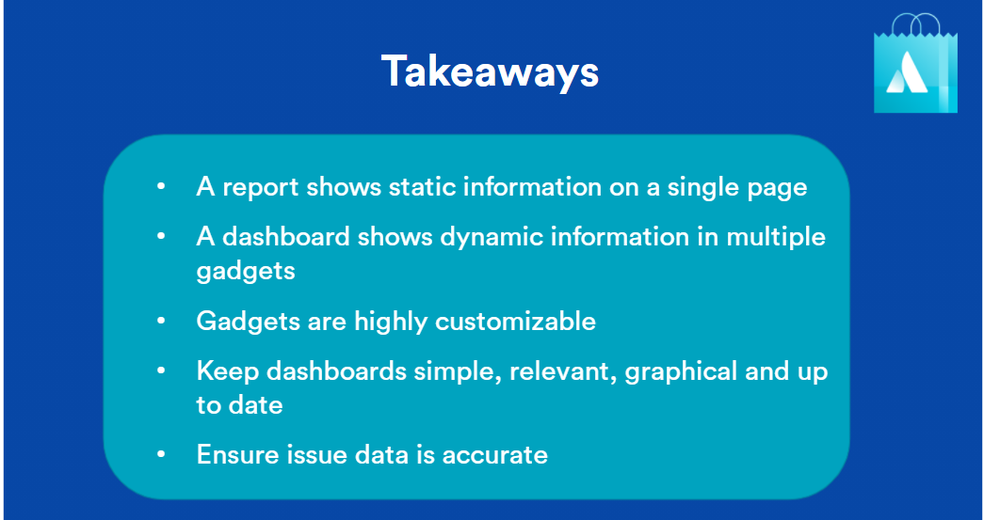 Takeaways
• A report shows static information on a single page
• A dashboard shows dynamic information in multiple
gadgets
• Gadgets are highly customizable
• Keep dashboards simple, relevant, graphical and up
to date
• Ensure issue data is accurate